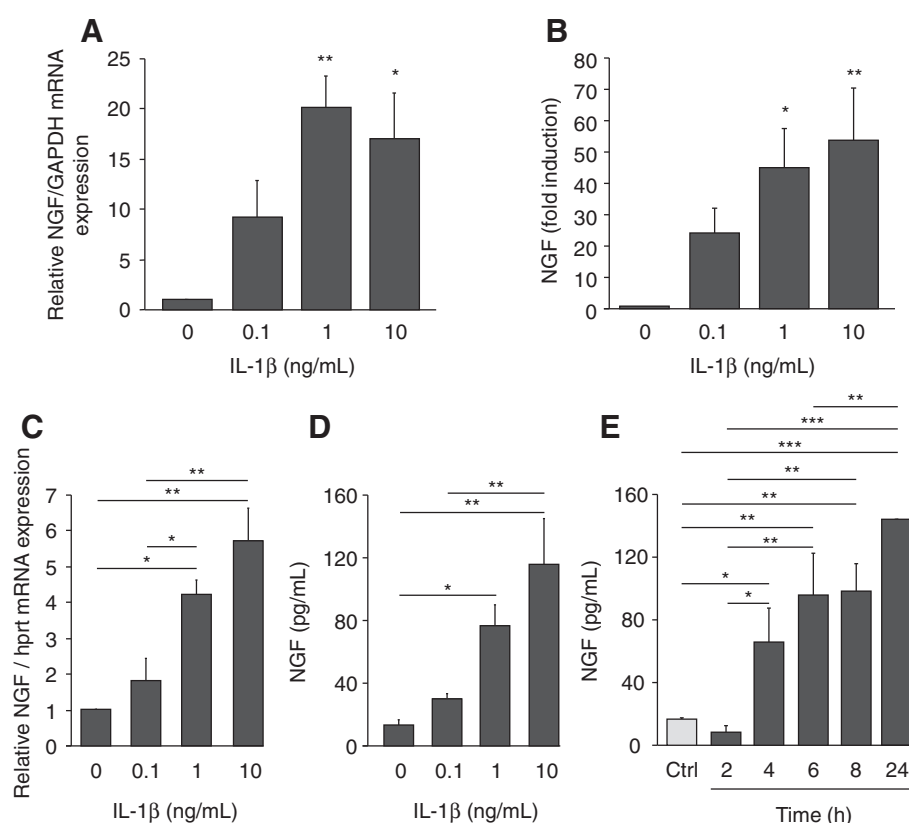 A
Relative NGF/GAPDH mRNA
expression
25
20
15
10
5
0
**
*
0 0.1 1 10
IL-1β (ng/mL)
B
NGF (fold induction)
80
70
60
50
40
30
20
10
0
*
**
0 0.1 1 10
IL-1β (ng/mL)
C
Relative NGF / hprt mRNA expression
7
6
5
4
3
2
1
0
**
**
*
*
0 0.1 1 10
IL-1β (ng/mL)
D
NGF (pg/mL)
160
120
80
40
0
**
**
*
0 0.1 1 10
IL-1β (ng/mL)
E
NGF (pg/mL)
160
120
80
40
0
**
***
***
**
**
**
**
*
*
Ctrl 2 4 6 8 24
Time (h)